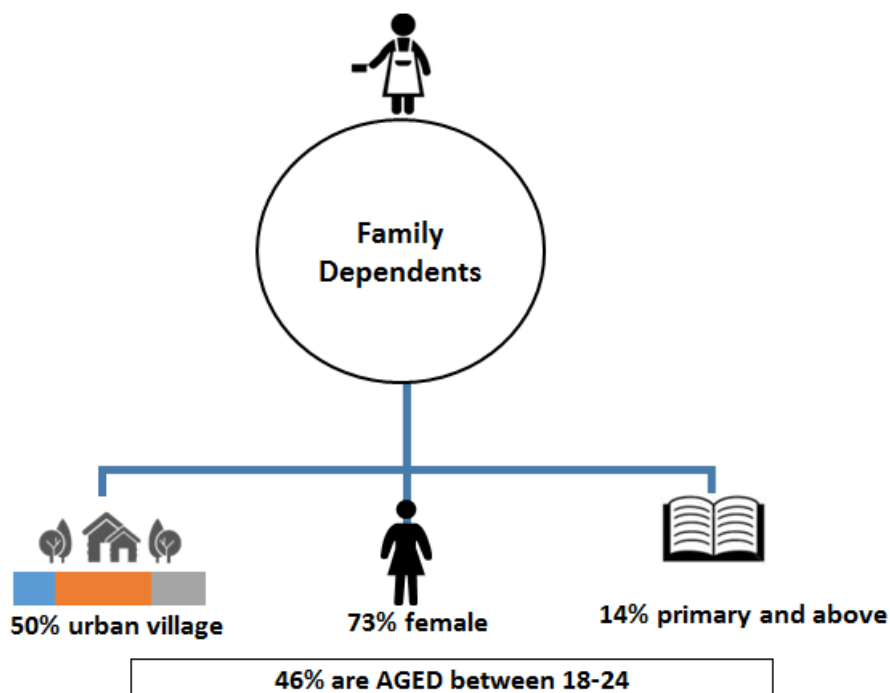 Family
Dependents
50% urban village
73% female
14% primary and above
46% are AGED between 18-24